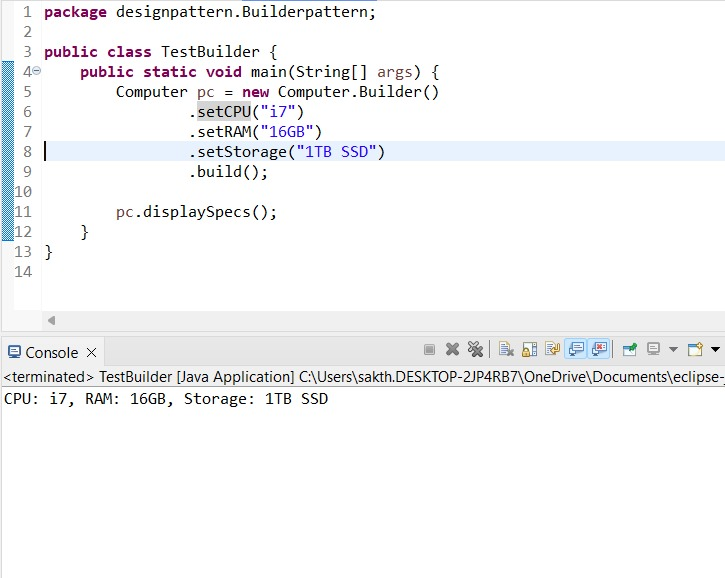 1 package designpattern.Builderpattern;
2
3 public class TestBuilder {
4 public static void main(String[] args) {
5 Computer pc = new Computer.Builder()
6 .setCPU("i7")
7 .setRAM("16GB")
8 .setStorage("1TB SSD")
9 .build();
10
11 pc.displaySpecs();
12 }
13 }
14
Console
<terminated> TestBuilder [Java Application] C:\Users\sakth.DESKTOP-2JP4RB7\OneDrive\Documents\eclipse-
CPU: i7, RAM: 16GB, Storage: 1TB SSD